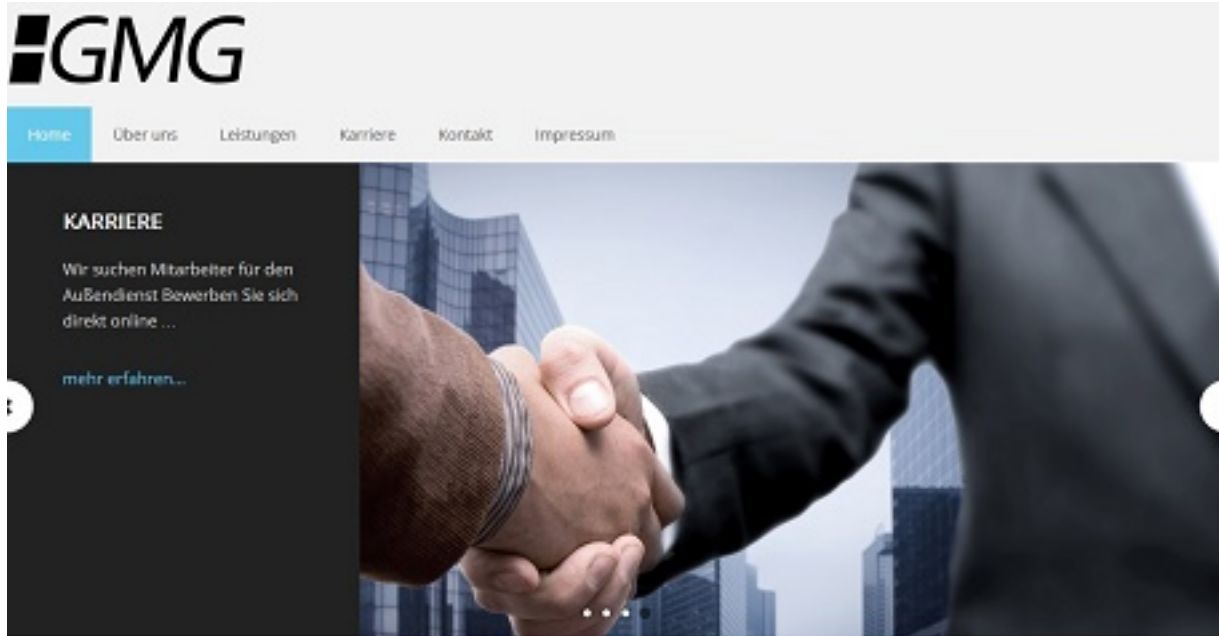 GMG
Home Über uns Leistungen Karriere Kontakt Impressum
KARRIERE
Wir suchen Mitarbeiter für den
Außendienst Bewerben Sie sich
direkt online ...
mehr erfahren...